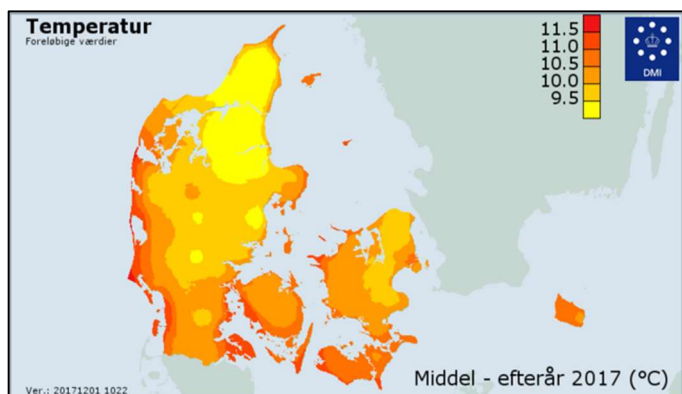 Temperatur
Foreløbige værdier
11.5
11.0
10.5
10.0
9.5
DMI
Middel - efterår 2017 (°C)
Ver.: 20171201 1022